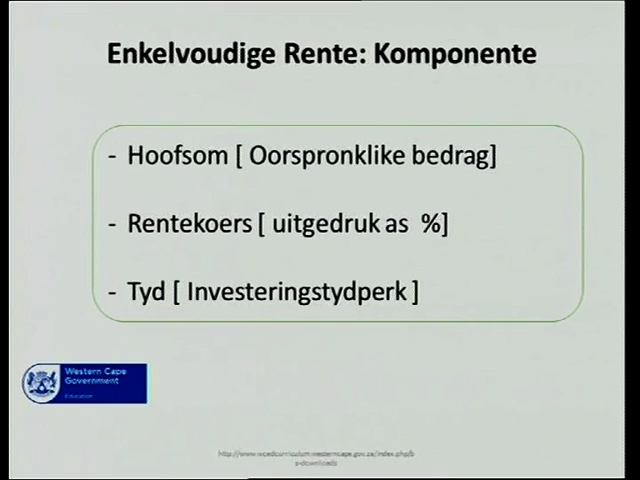 Enkelvoudige Rente: Komponente
- Hoofsom [ Oorspronklike bedrag]
- Rentekoers [ uitgedruk as %]
- Tyd [ Investeringstydperk ]
Western Cape
Government
Education
http://www.wcedcurriculum.westerncape.gov.za/index.php/b
s-downloads